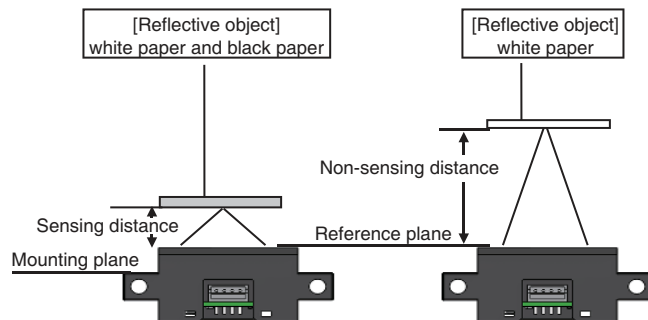 [Reflective object]
white paper and black paper
[Reflective object]
white paper
Non-sensing distance
Sensing distance
Reference plane
Mounting plane